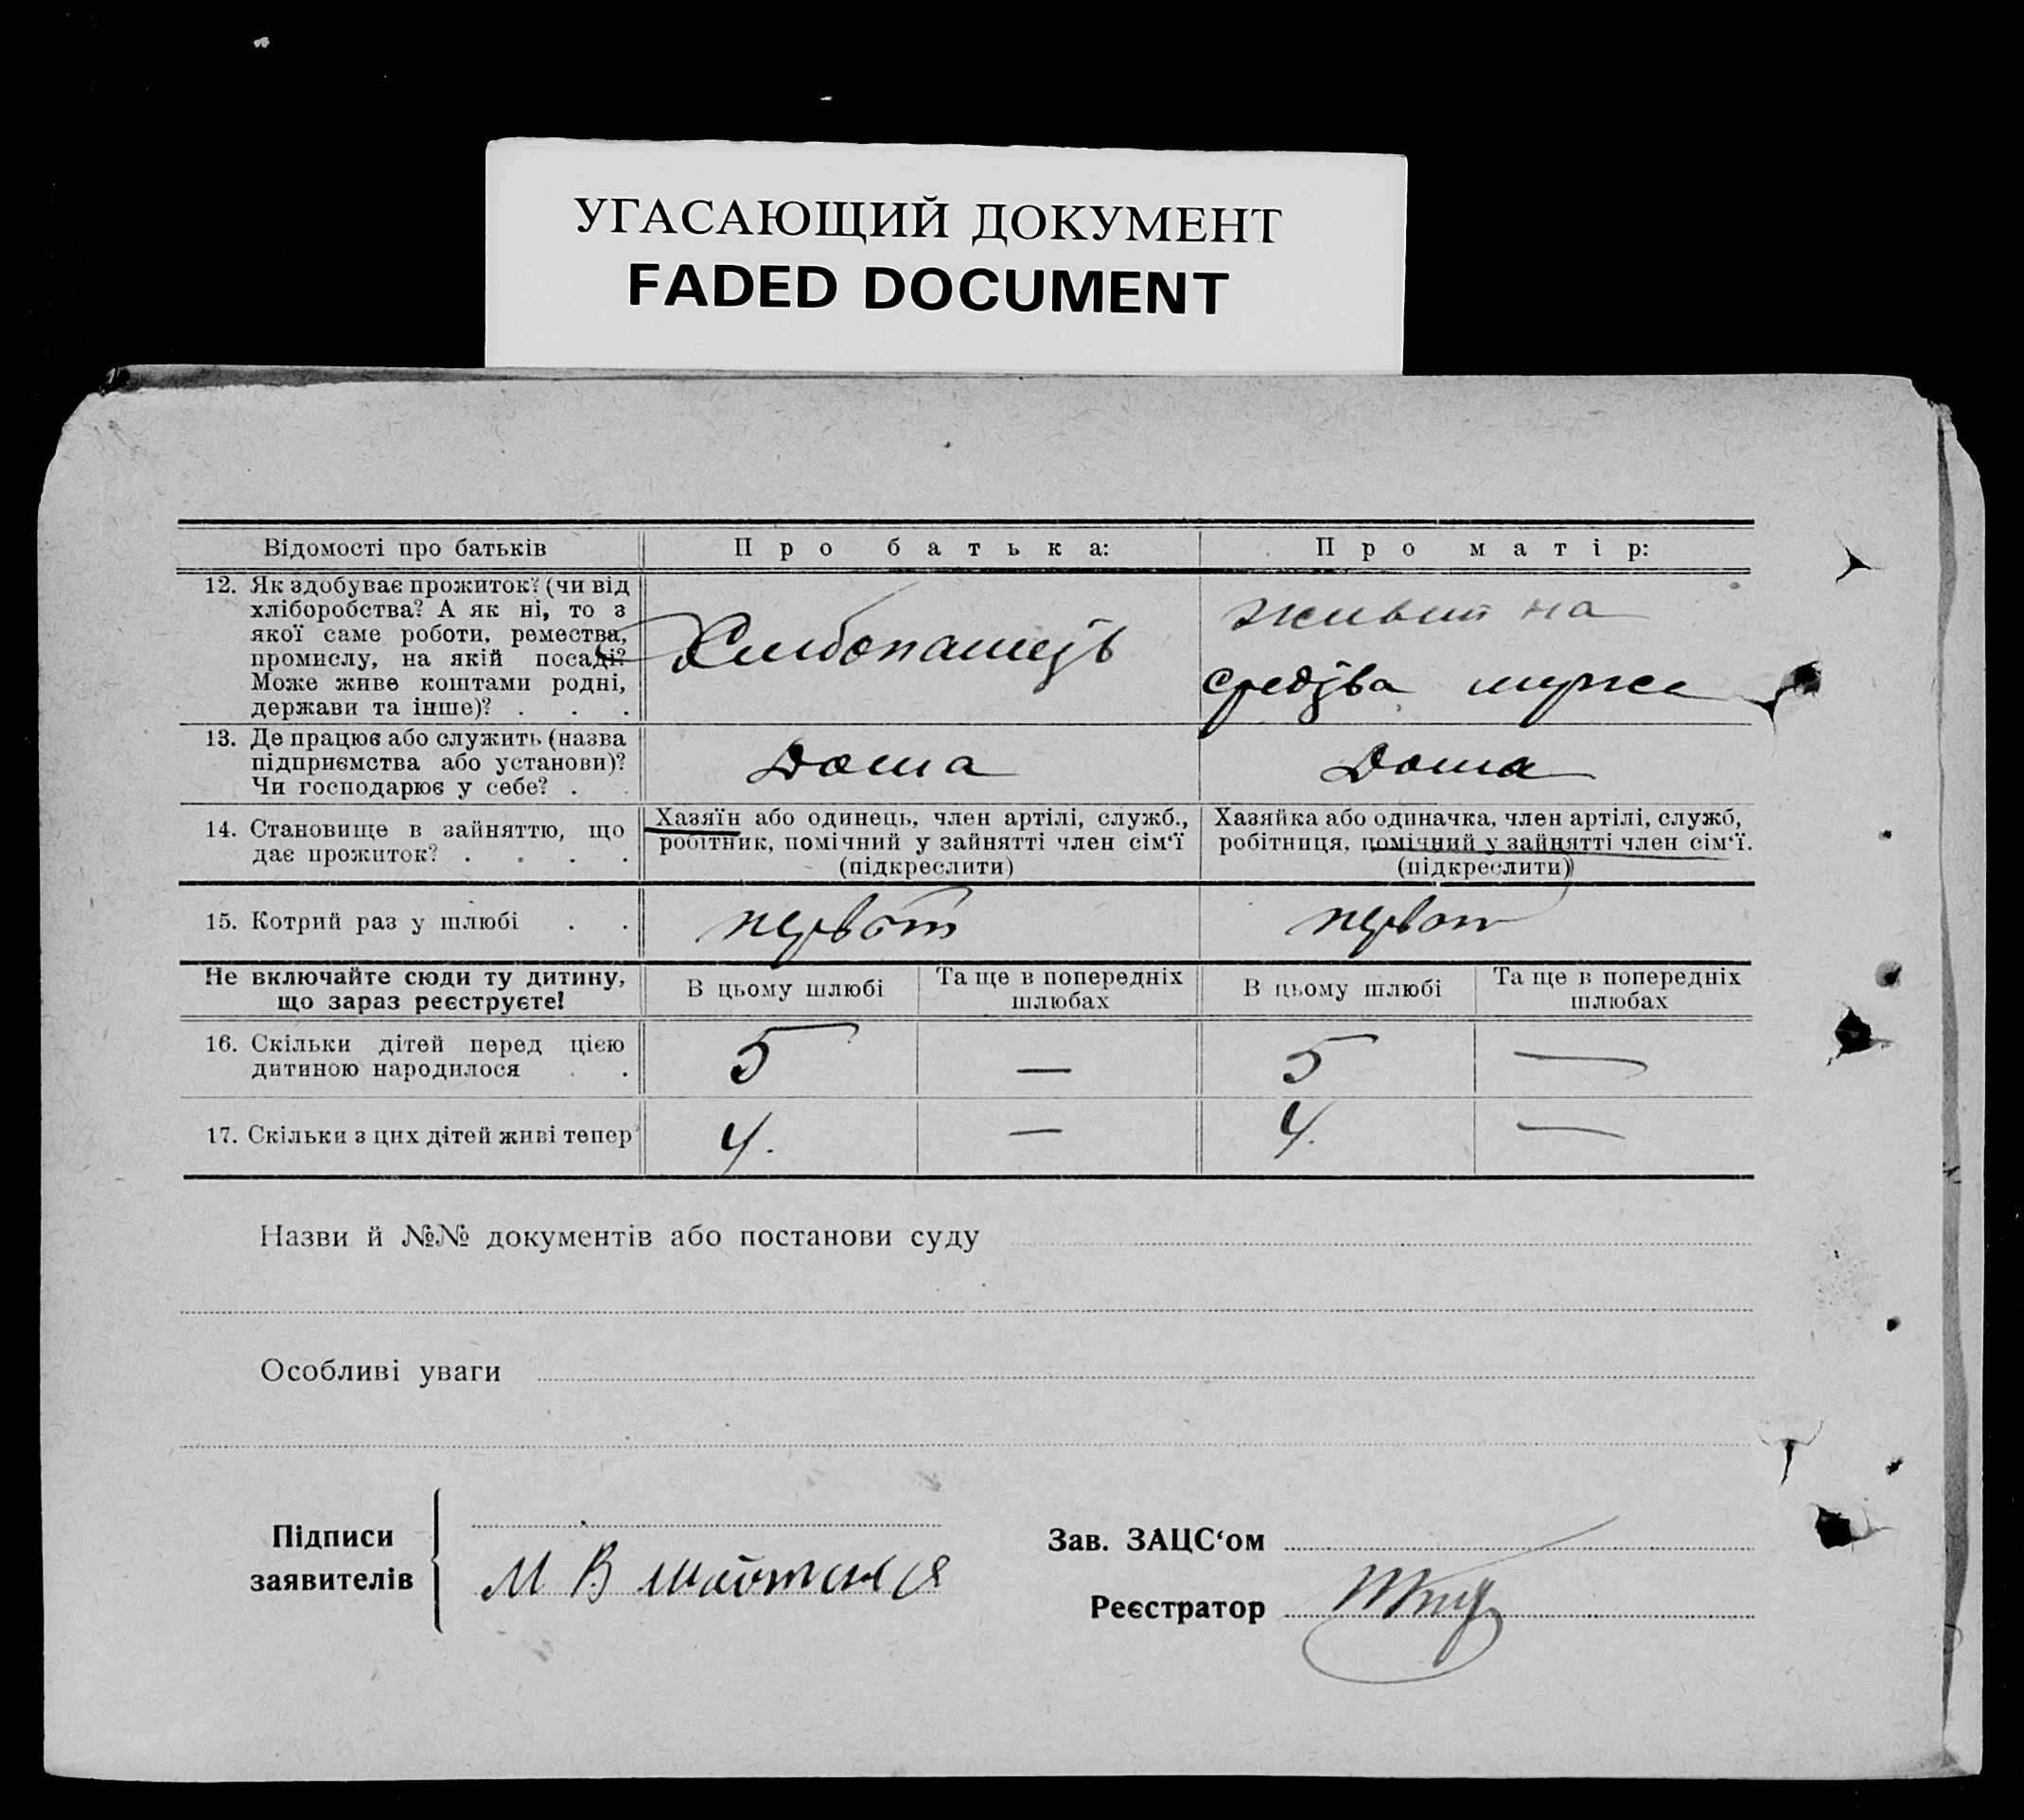 УГАСАЮЩИЙ ДОКУМЕНТ
FADED DOCUMENT
Відомості про батьків
Про батька:
Про матір:
12. Як здобуває прожиток? (чи від
хліборобства? А як ні, то з
якої саме роботи, ремества,
промислу, на якій посаді?
Може живе коштами родні,
держави та інше)? . . .
Хлибопашец
живит на
средзва мужа
13. Де працює або служить (назва
підприємства або установи)?
Чи господарює у себе? .
Дома
Дома
14. Становище в зайняттю, що
дає прожиток? . . . .
Хазяїн або одинець, член артілі, служб.,
робітник, помічний у зайнятті член сім‘ї
(підкреслити)
Хазяйка або одиначка, член артілі, служб,
робітниця, помічний у зайнятті член сім‘ї.
(підкреслити)
15. Котрий раз у шлюбі . .
первом
первом
Не включайте сюди ту дитину,
що зараз реєструєте!
В цьому шлюбі
Та ще в попередніх
шлюбах
В цьому шлюбі
Та ще в попередніх
шлюбах
16. Скільки дітей перед цією
дитиною народилося . .
5 — 5 —
17. Скільки з цих дітей живі тепер
4. — 4. —
Назви й №№ документів або постанови суду
Особливі уваги
Підписи
заявителів
М В
Зав. ЗАЦС‘ом
Реєстратор